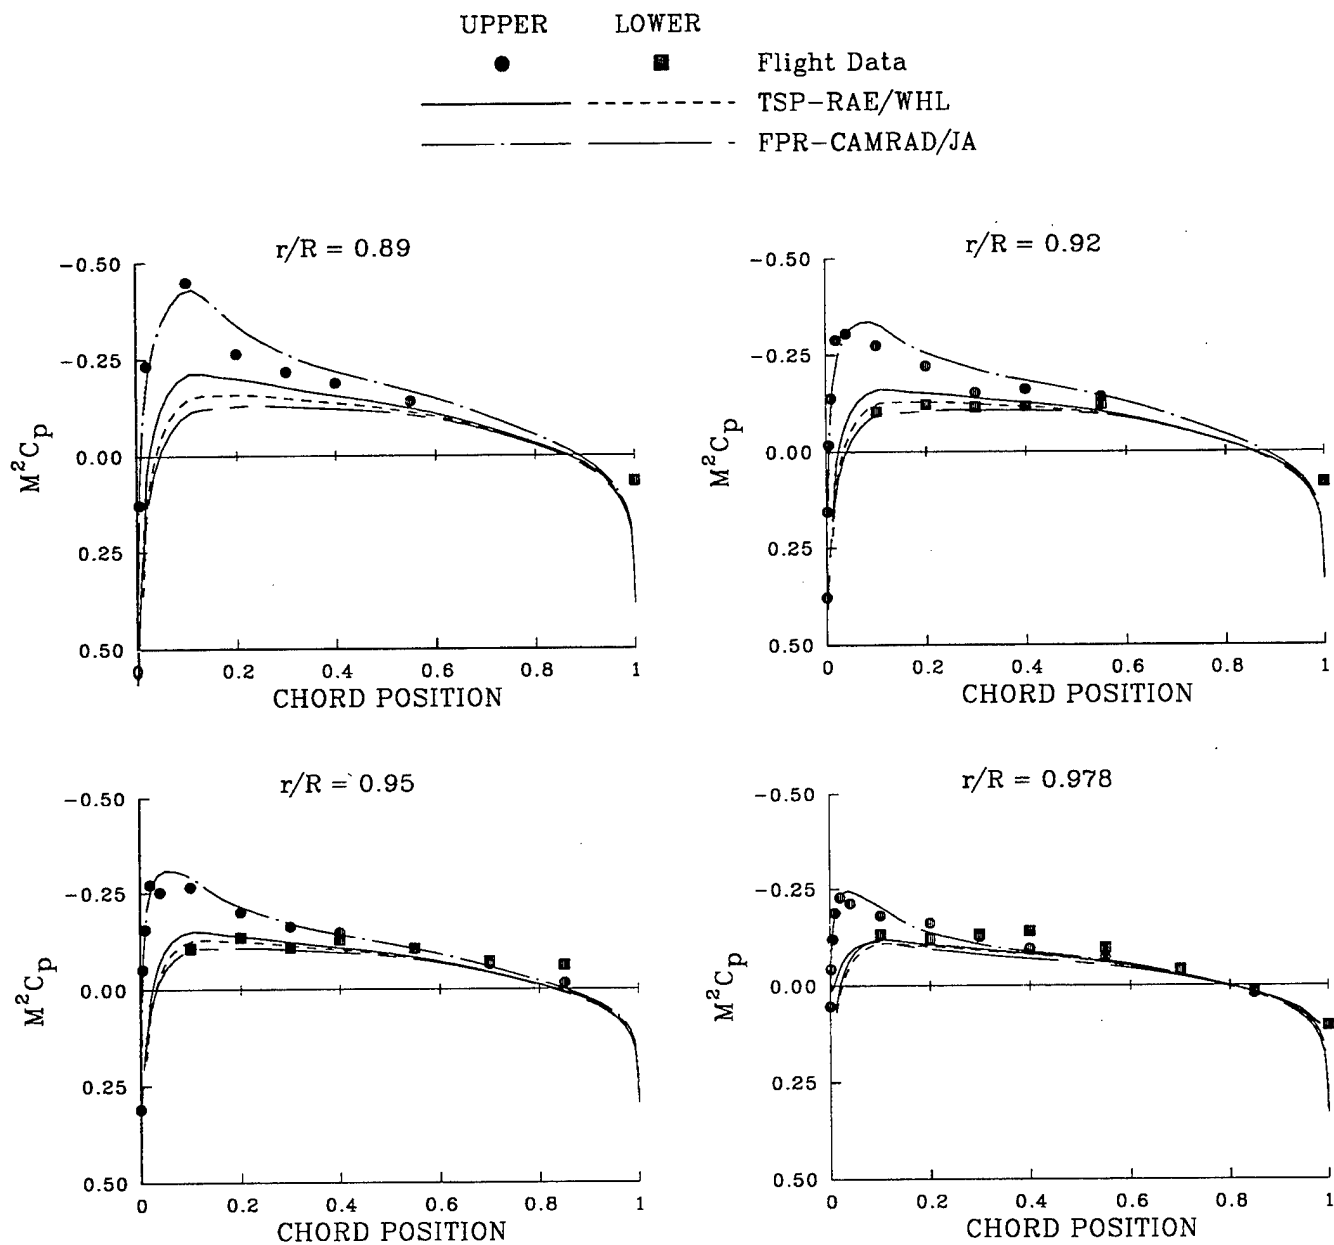 UPPER LOWER
Flight Data
TSP-RAE/WHL
FPR-CAMRAD/JA
r/R = 0.89
-0.50
-0.25
0.00
0.25
0.50
M²Cp
0 0.2 0.4 0.6 0.8 1
CHORD POSITION
r/R = 0.92
-0.50
-0.25
0.00
0.25
0.50
M²Cp
0 0.2 0.4 0.6 0.8 1
CHORD POSITION
r/R = 0.95
-0.50
-0.25
0.00
0.25
0.50
M²Cp
0 0.2 0.4 0.6 0.8 1
CHORD POSITION
r/R = 0.978
-0.50
-0.25
0.00
0.25
0.50
M²Cp
0 0.2 0.4 0.6 0.8 1
CHORD POSITION